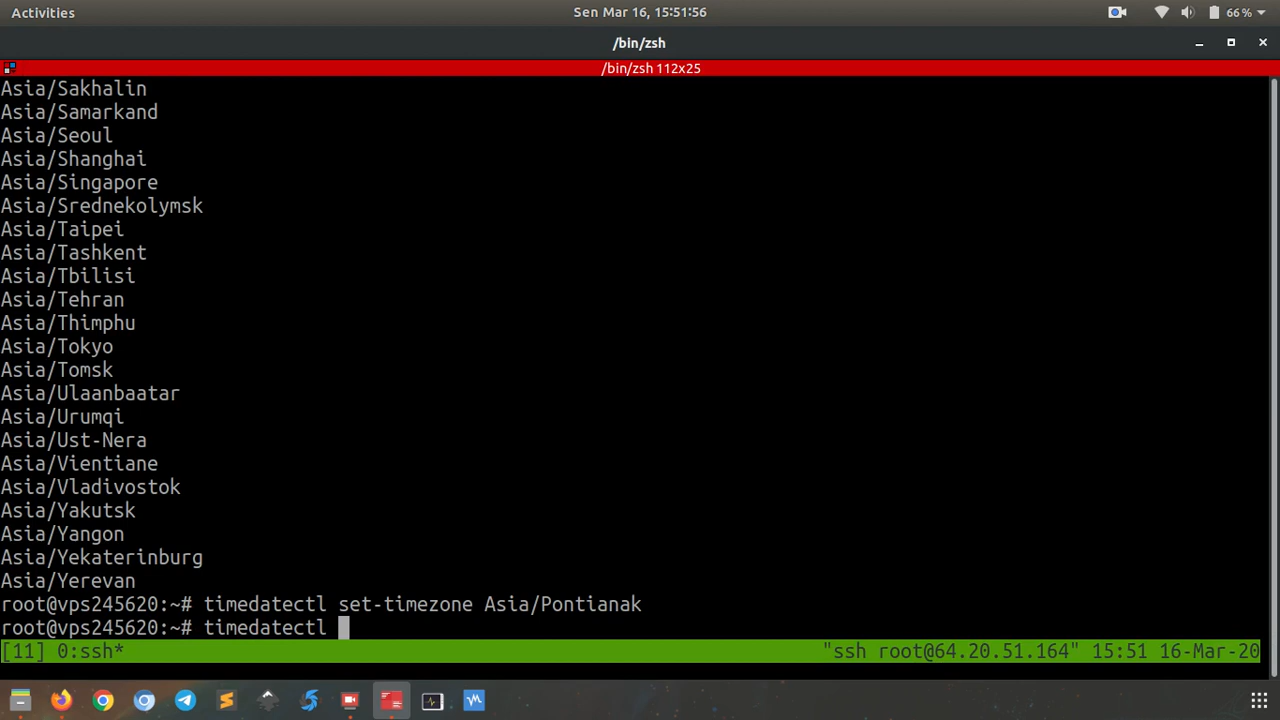 Activities
Sen Mar 16, 15:51:56
66 %
/bin/zsh
/bin/zsh 112x25
Asia/Sakhalin
Asia/Samarkand
Asia/Seoul
Asia/Shanghai
Asia/Singapore
Asia/Srednekolymsk
Asia/Taipei
Asia/Tashkent
Asia/Tbilisi
Asia/Tehran
Asia/Thimphu
Asia/Tokyo
Asia/Tomsk
Asia/Ulaanbaatar
Asia/Urumqi
Asia/Ust-Nera
Asia/Vientiane
Asia/Vladivostok
Asia/Yakutsk
Asia/Yangon
Asia/Yekaterinburg
Asia/Yerevan
root@vps245620:~# timedatectl set-timezone Asia/Pontianak
root@vps245620:~# timedatectl
[11] 0:ssh* "ssh root@64.20.51.164" 15:51 16-Mar-20